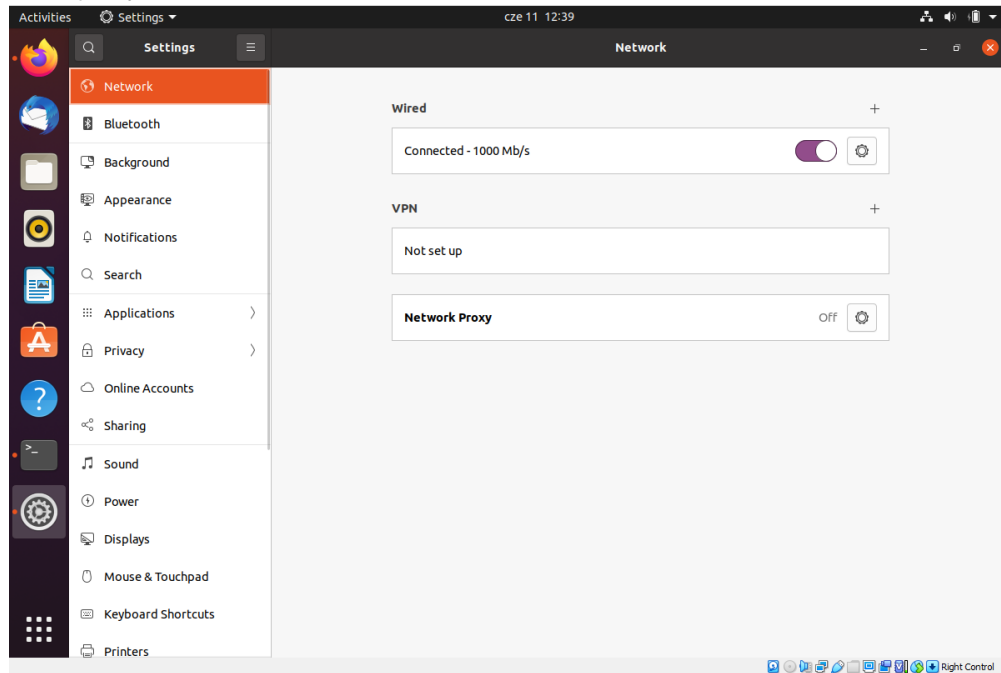 Activities
Settings
cze 11 12:39
Settings
Network
Network
Bluetooth
Background
Appearance
Notifications
Search
Applications
Privacy
Online Accounts
Sharing
Sound
Power
Displays
Mouse & Touchpad
Keyboard Shortcuts
Printers
Wired
Connected - 1000 Mb/s
VPN
Not set up
Network Proxy
Off
Right Control